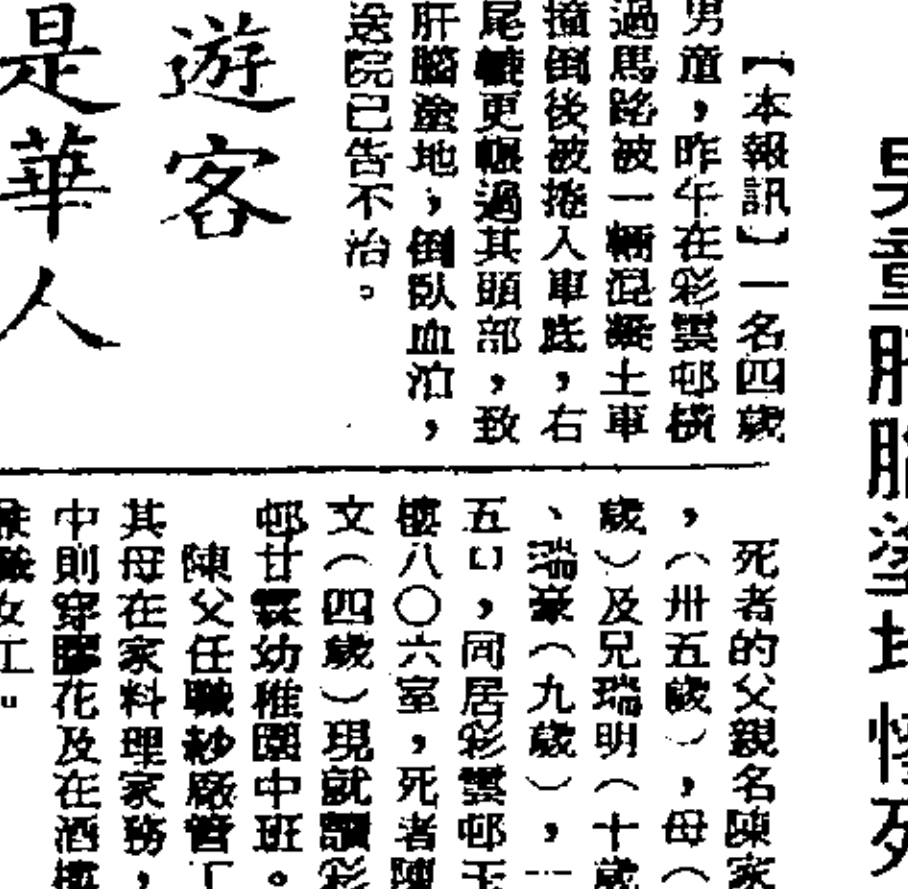 男童肝腦塗地慘死
【本報訊】一名四歲
男童，昨午在彩雲邨橫
過馬路被一輛混凝土車
撞倒後被捲入車底，右
尾轆更輾過其頭部，致
肝腦塗地，倒臥血泊，
送院已告不治。
遊客
是華人
死者的父親名陳家
，（卅五歲），母（
歲）及兄瑞明（十歲
、瑞豪（九歲），一
五口，同居彩雲邨玉
樓八〇六室，死者陳
文（四歲）現就讀彩
邨甘霖幼稚園中班。
陳父任職紗廠管工
其母在家料理家務，
中則穿膠花及在酒樓
女工。